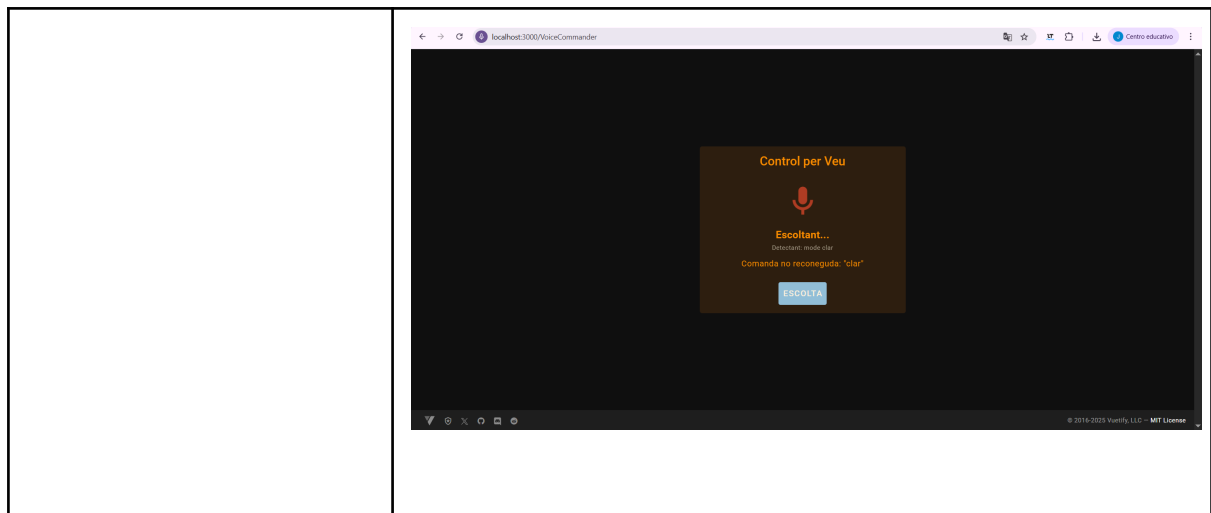 localhost:3000/VoiceCommander
Centro educativo
Control per Veu
Escoltant...
Detectant: mode clar
Comanda no reconeguda: "clar"
ESCOLTA
© 2016-2025 Vuetify, LLC — MIT License